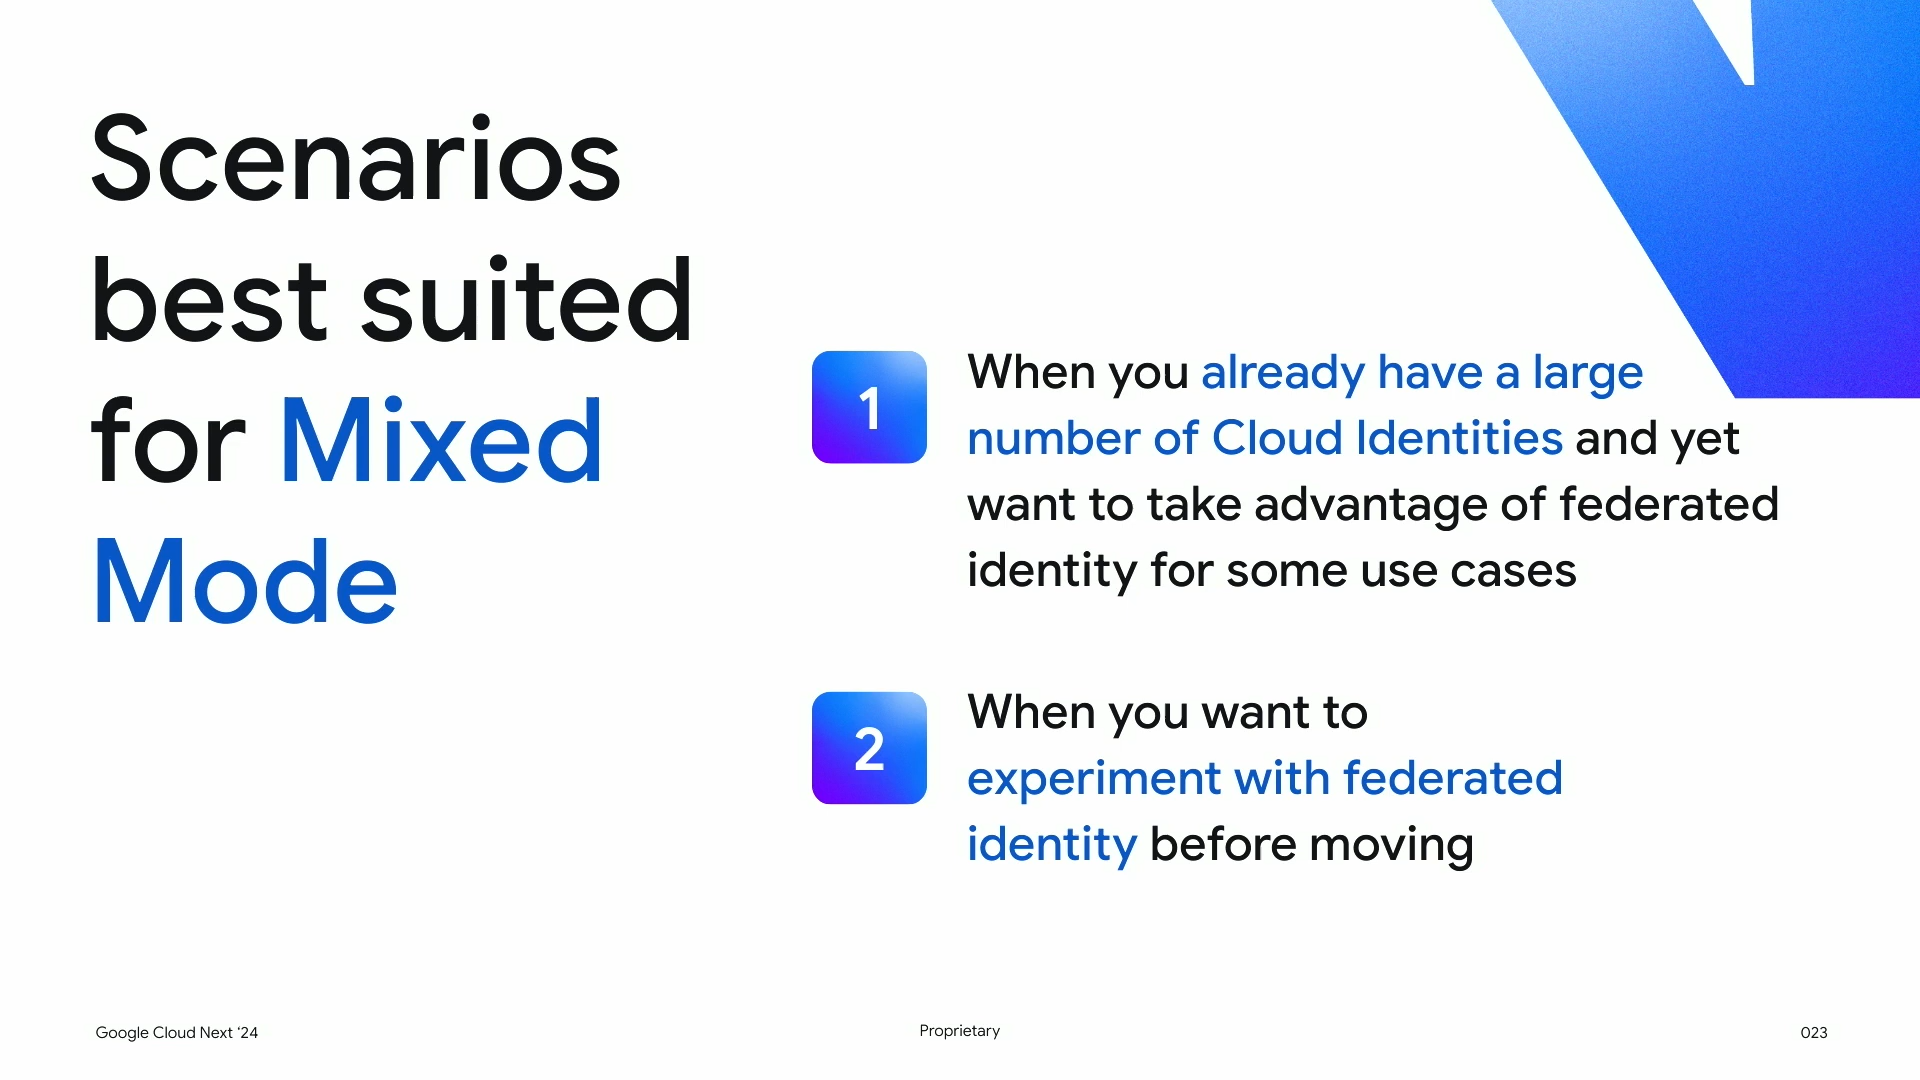 Scenarios
best suited
for Mixed
Mode
1
When you already have a large
number of Cloud Identities and yet
want to take advantage of federated
identity for some use cases
2
When you want to
experiment with federated
identity before moving
Google Cloud Next ‘24
Proprietary
023